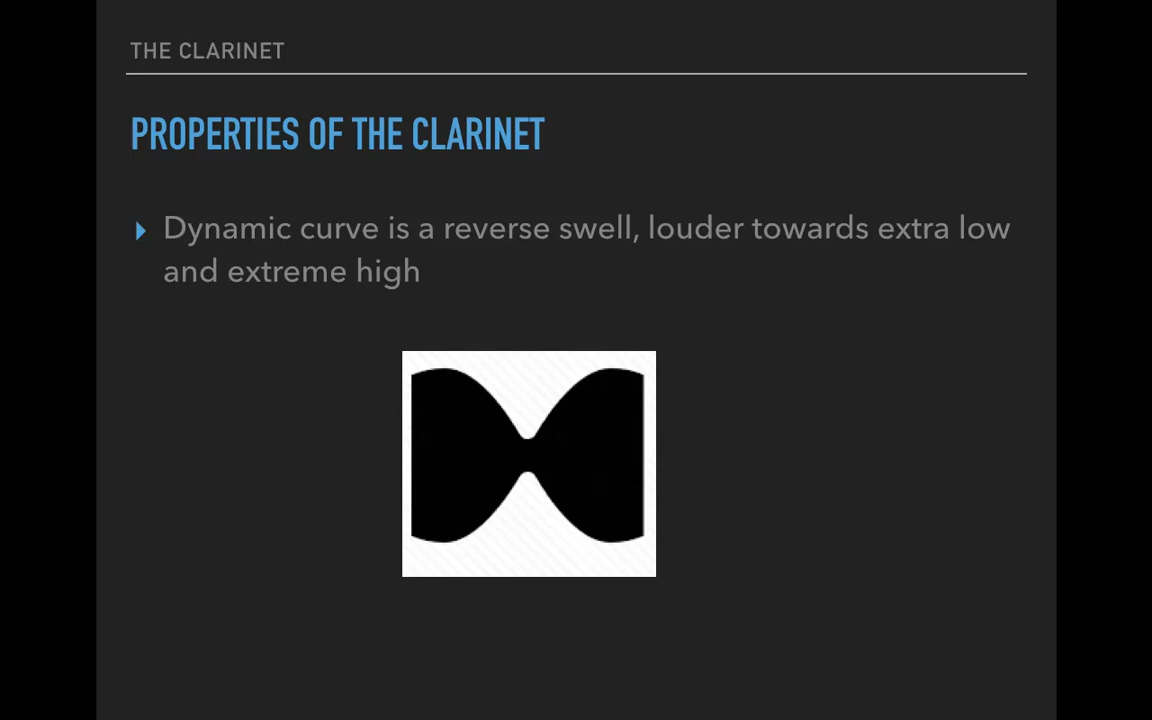 THE CLARINET
PROPERTIES OF THE CLARINET
Dynamic curve is a reverse swell, louder towards extra low
and extreme high